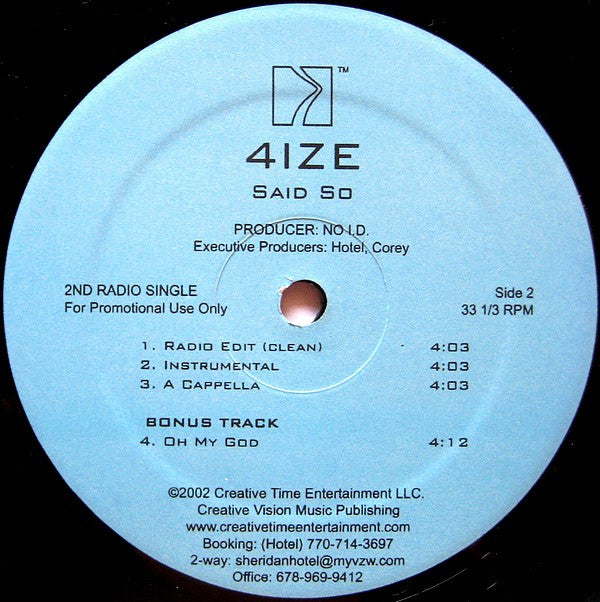 TM
4IZE
SAID SO
PRODUCER: NO I.D.
Executive Producers: Hotel, Corey
2ND RADIO SINGLE
For Promotional Use Only
Side 2
33 1/3 RPM
1. RADIO EDIT (CLEAN) 4:03
2. INSTRUMENTAL 4:03
3. A CAPPELLA 4:03
BONUS TRACK
4. OH MY GOD 4:12
©2002 Creative Time Entertainment LLC.
Creative Vision Music Publishing
www.creativetimeentertainment.com
Booking: (Hotel) 770-714-3697
2-way: sheridanhotel@myvzw.com
Office: 678-969-9412